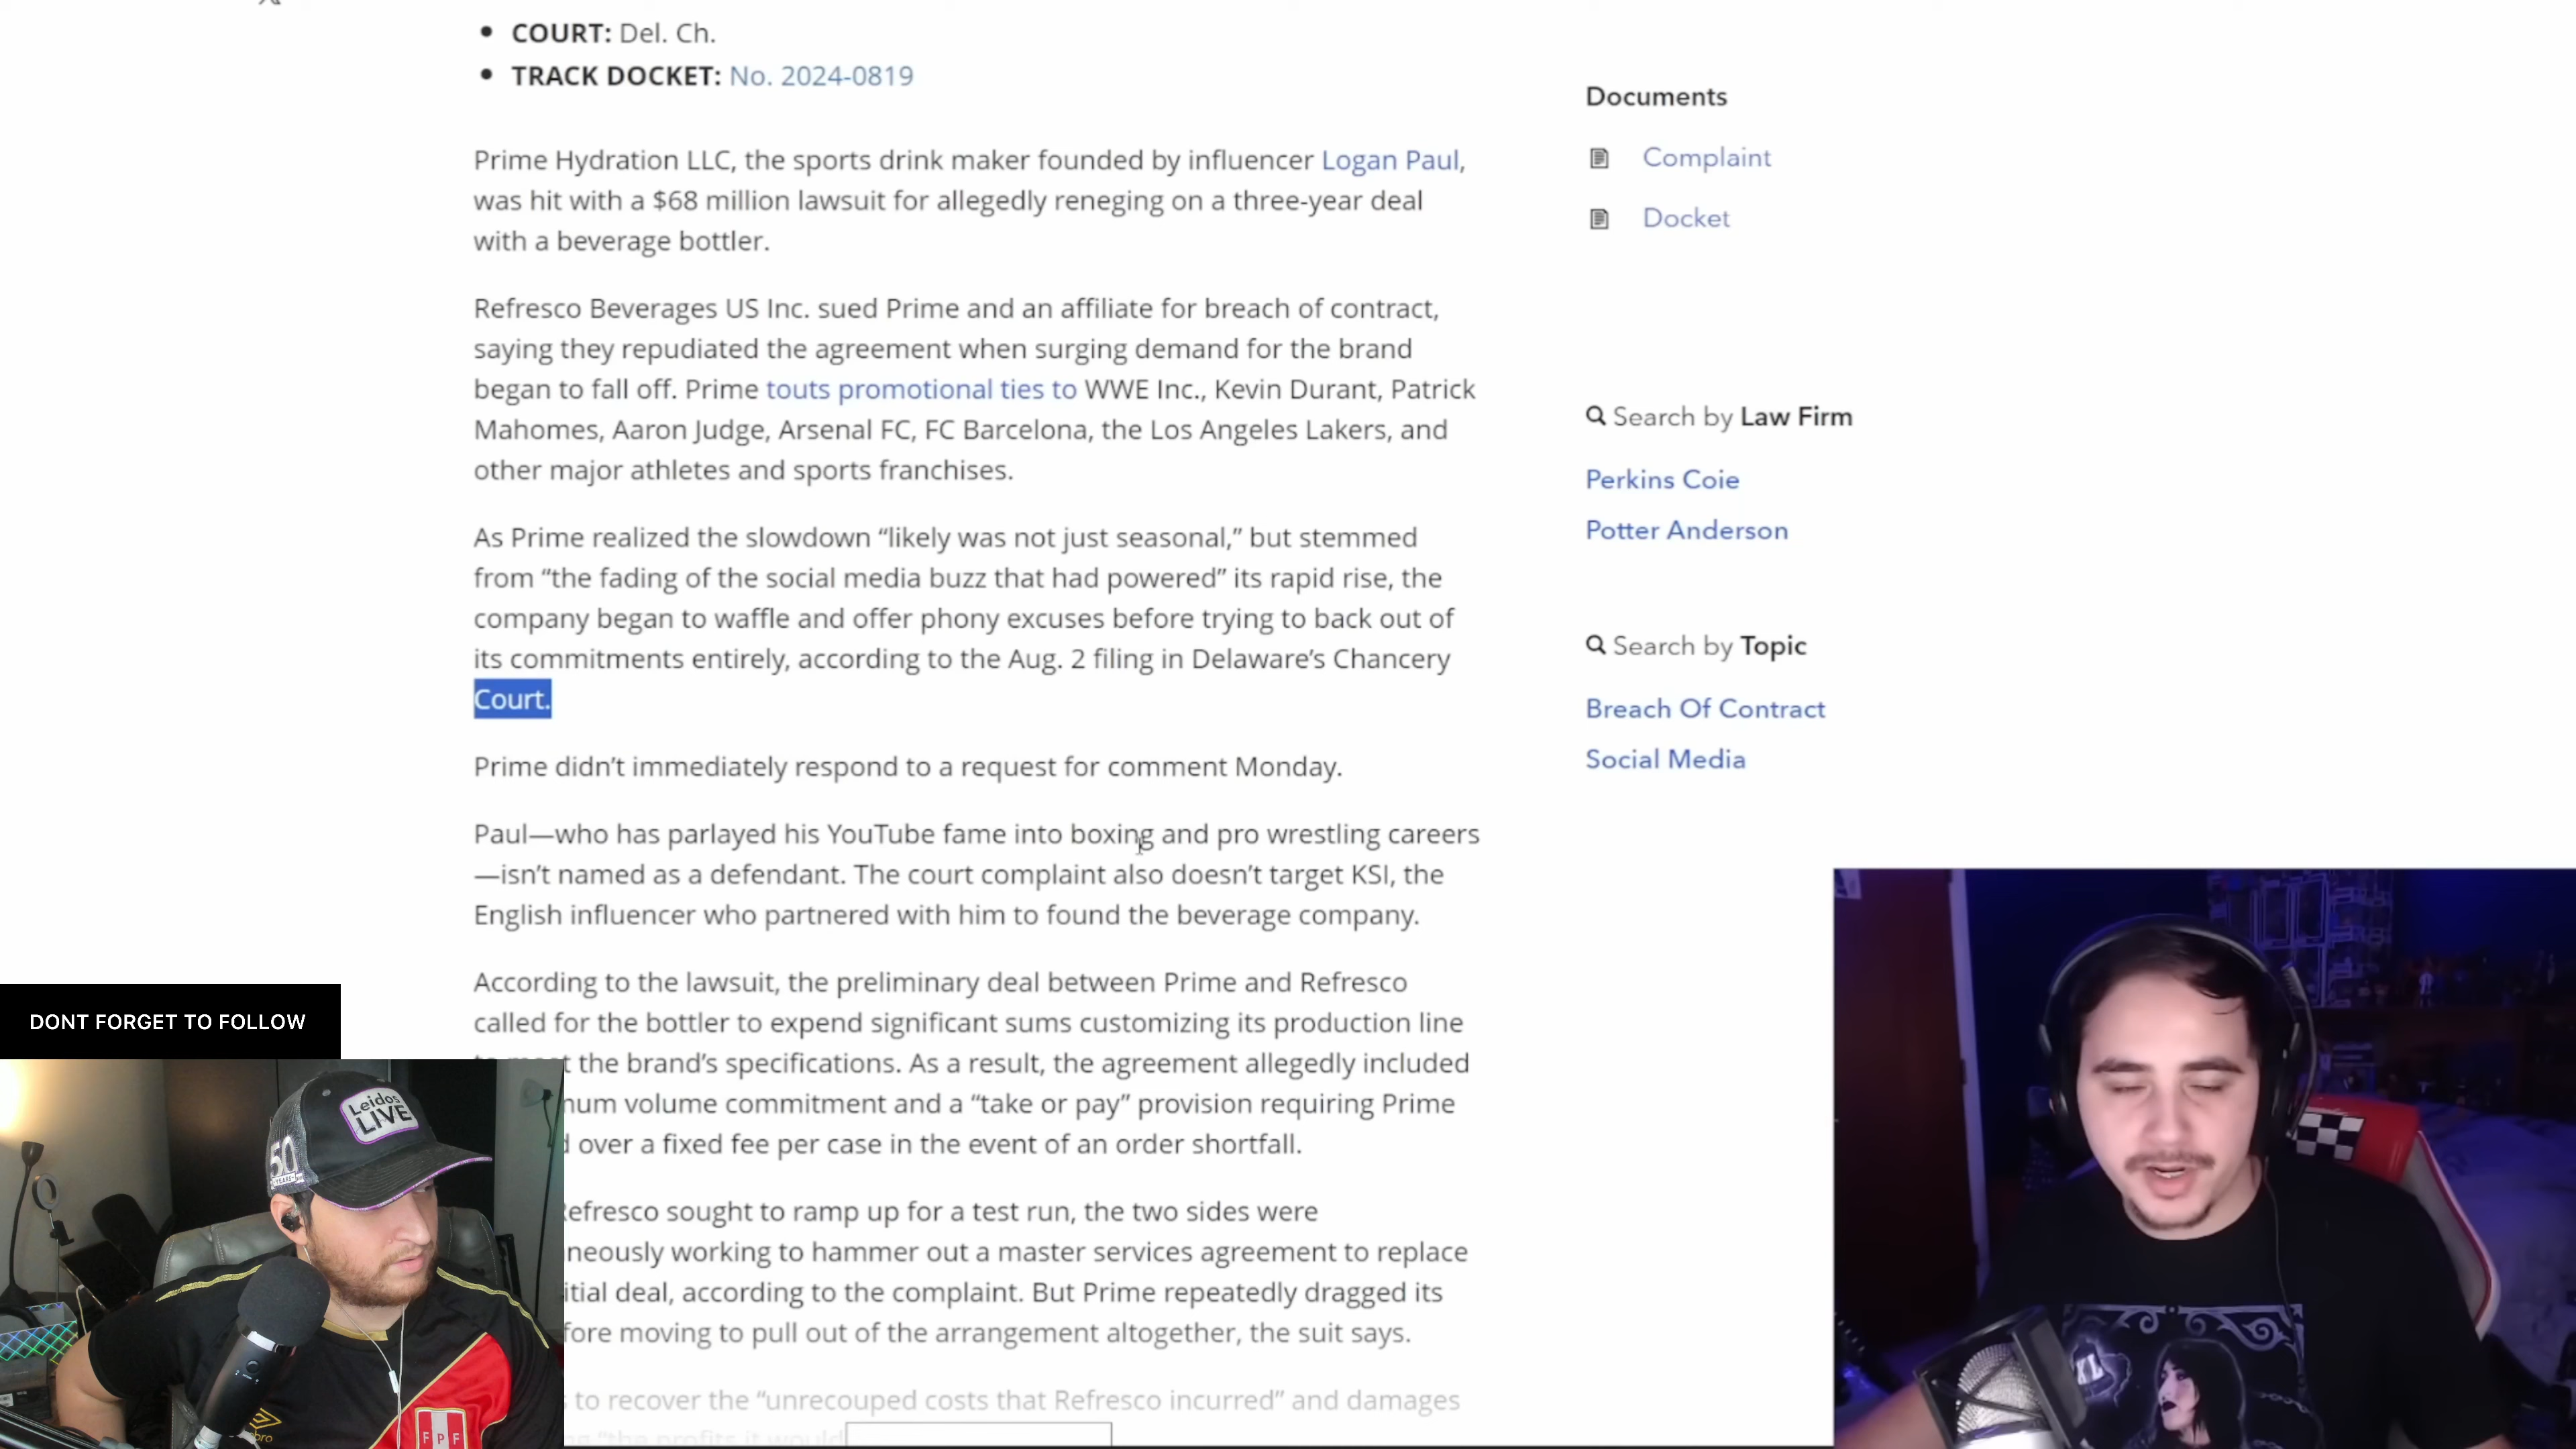 COURT: Del. Ch.
TRACK DOCKET: No. 2024-0819
Prime Hydration LLC, the sports drink maker founded by influencer Logan Paul,
was hit with a $68 million lawsuit for allegedly reneging on a three-year deal
with a beverage bottler.
Refresco Beverages US Inc. sued Prime and an affiliate for breach of contract,
saying they repudiated the agreement when surging demand for the brand
began to fall off. Prime touts promotional ties to WWE Inc., Kevin Durant, Patrick
Mahomes, Aaron Judge, Arsenal FC, FC Barcelona, the Los Angeles Lakers, and
other major athletes and sports franchises.
As Prime realized the slowdown “likely was not just seasonal,” but stemmed
from “the fading of the social media buzz that had powered” its rapid rise, the
company began to waffle and offer phony excuses before trying to back out of
its commitments entirely, according to the Aug. 2 filing in Delaware’s Chancery
Court.
Prime didn’t immediately respond to a request for comment Monday.
Paul—who has parlayed his YouTube fame into boxing and pro wrestling careers
—isn’t named as a defendant. The court complaint also doesn’t target KSI, the
English influencer who partnered with him to found the beverage company.
According to the lawsuit, the preliminary deal between Prime and Refresco
called for the bottler to expend significant sums customizing its production line
the brand’s specifications. As a result, the agreement allegedly included
volume commitment and a “take or pay” provision requiring Prime
over a fixed fee per case in the event of an order shortfall.
Refresco sought to ramp up for a test run, the two sides were
working to hammer out a master services agreement to replace
deal, according to the complaint. But Prime repeatedly dragged its
moving to pull out of the arrangement altogether, the suit says.
to recover the “unrecouped costs that Refresco incurred” and damages
“the profits it would
Documents
Complaint
Docket
Search by Law Firm
Perkins Coie
Potter Anderson
Search by Topic
Breach Of Contract
Social Media
DONT FORGET TO FOLLOW
Leidos
LIVE
50
YEARS
FPF